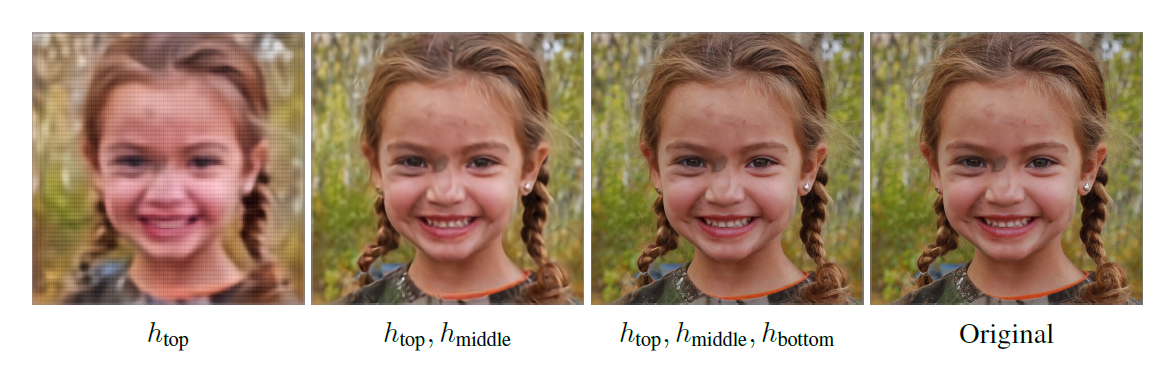 h_top
h_top, h_middle
h_top, h_middle, h_bottom
Original